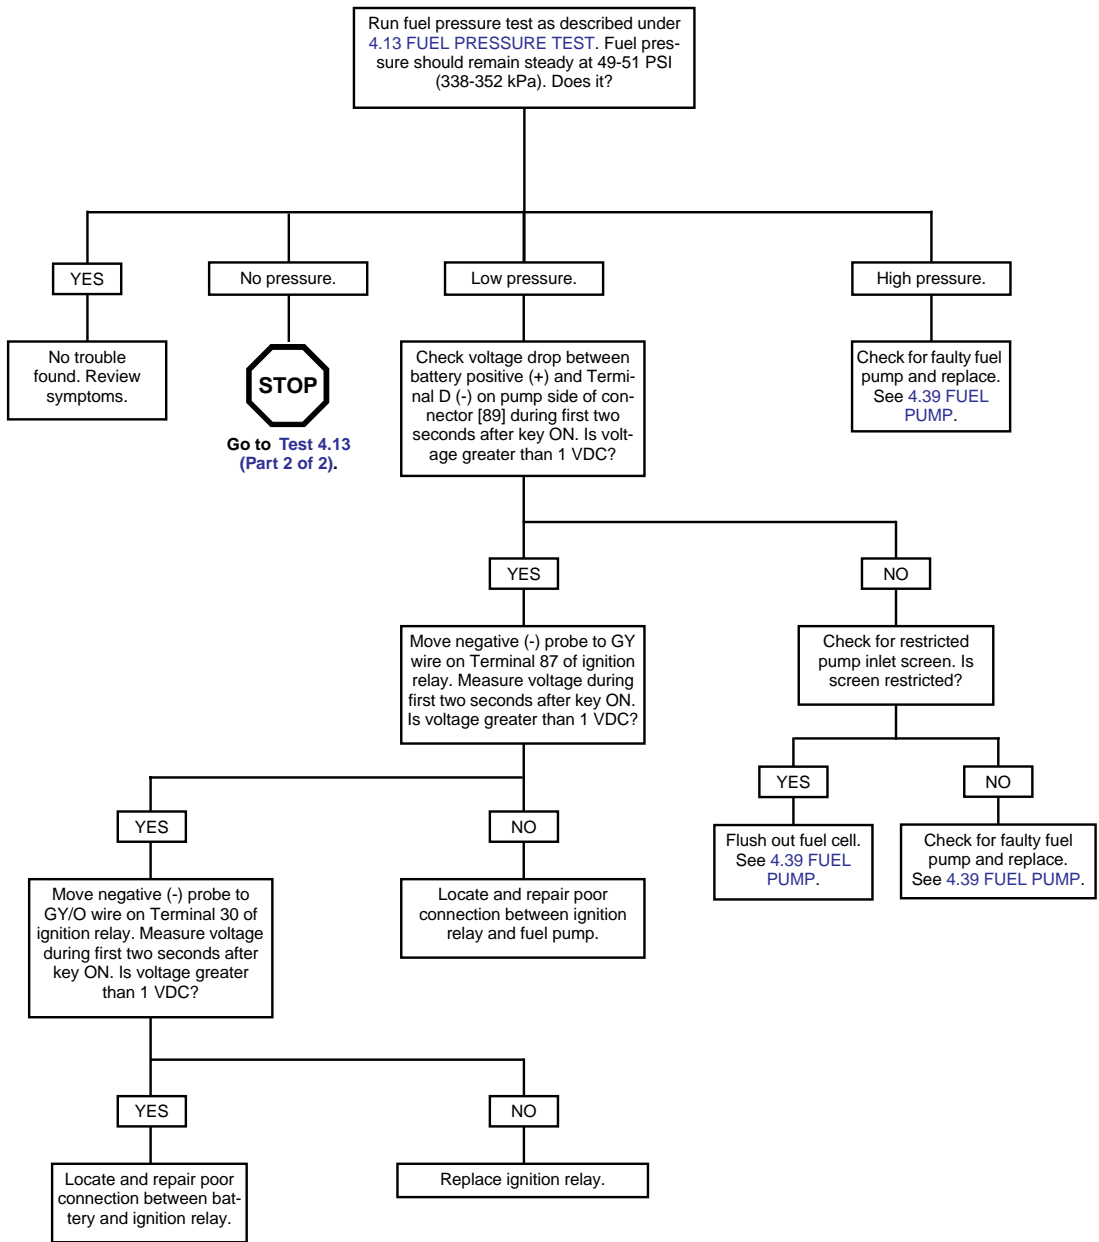 Run fuel pressure test as described under
4.13 FUEL PRESSURE TEST. Fuel pres-
sure should remain steady at 49-51 PSI
(338-352 kPa). Does it?
YES
No pressure.
Low pressure.
High pressure.
No trouble
found. Review
symptoms.
STOP
Go to Test 4.13
(Part 2 of 2).
Check voltage drop between
battery positive (+) and Termi-
nal D (-) on pump side of con-
nector [89] during first two
seconds after key ON. Is volt-
age greater than 1 VDC?
Check for faulty fuel
pump and replace.
See 4.39 FUEL
PUMP.
YES
NO
Move negative (-) probe to GY
wire on Terminal 87 of ignition
relay. Measure voltage during
first two seconds after key ON.
Is voltage greater than 1 VDC?
Check for restricted
pump inlet screen. Is
screen restricted?
YES
NO
YES
NO
Flush out fuel cell.
See 4.39 FUEL
PUMP.
Check for faulty fuel
pump and replace.
See 4.39 FUEL PUMP.
Move negative (-) probe to
GY/O wire on Terminal 30 of
ignition relay. Measure voltage
during first two seconds after
key ON. Is voltage greater
than 1 VDC?
Locate and repair poor
connection between ignition
relay and fuel pump.
YES
NO
Locate and repair poor
connection between bat-
tery and ignition relay.
Replace ignition relay.